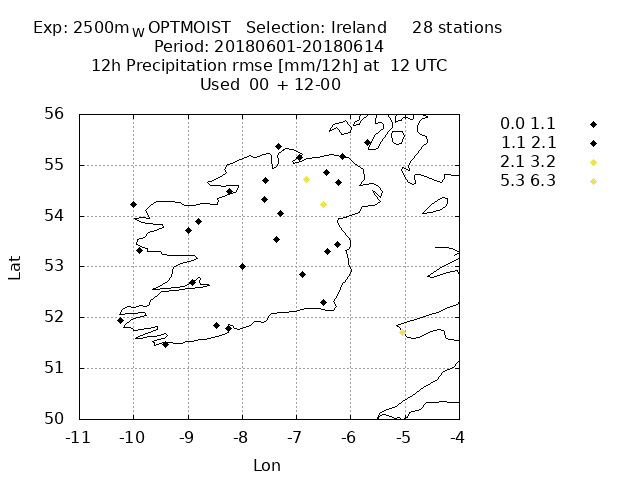 Exp: 2500m_W OPTMOIST Selection: Ireland 28 stations
Period: 20180601-20180614
12h Precipitation rmse [mm/12h] at 12 UTC
Used 00 + 12-00
0.0 1.1
1.1 2.1
2.1 3.2
5.3 6.3
56
55
54
53
52
51
50
Lat
-11 -10 -9 -8 -7 -6 -5 -4
Lon